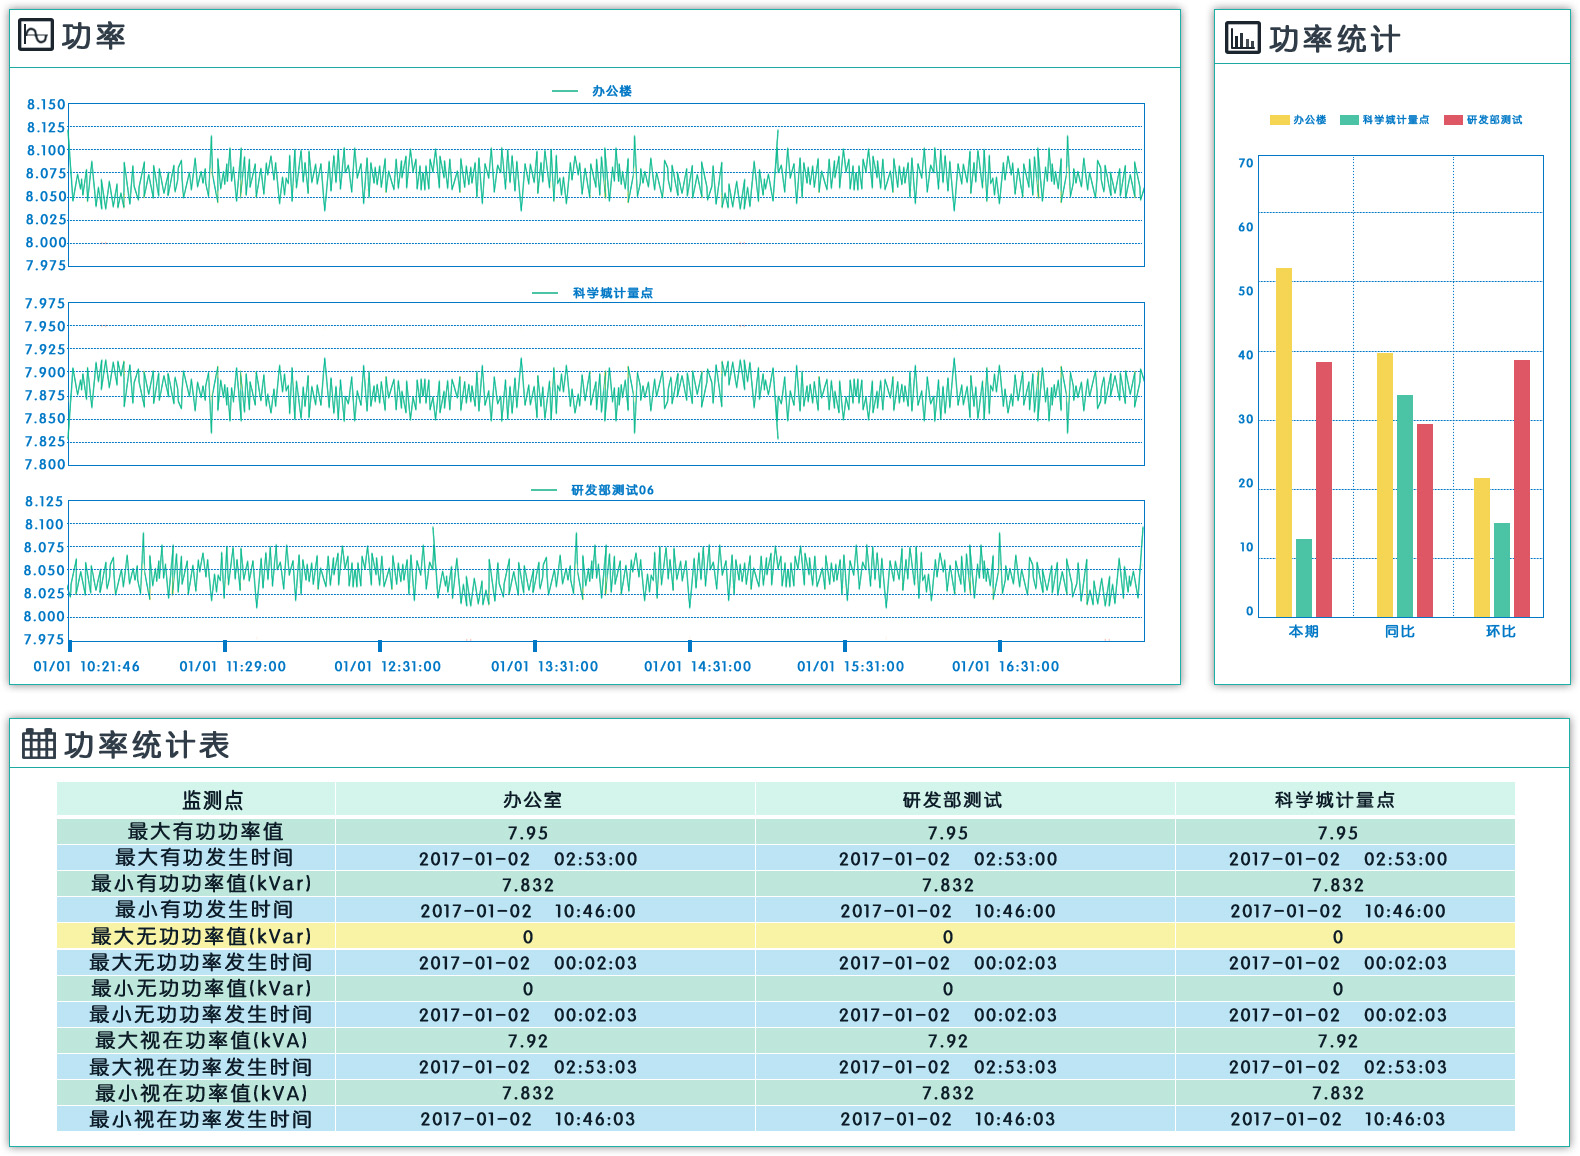 功率
办公楼
8.150
8.125
8.100
8.075
8.050
8.025
8.000
7.975
科学城计量点
7.975
7.950
7.925
7.900
7.875
7.850
7.825
7.800
研发部测试06
8.125
8.100
8.075
8.050
8.025
8.000
7.975
01/01 10:21:46 01/01 11:29:00 01/01 12:31:00 01/01 13:31:00 01/01 14:31:00 01/01 15:31:00 01/01 16:31:00
功率统计
办公楼 科学城计量点 研发部测试
70
60
50
40
30
20
10
0
本期 同比 环比
功率统计表
监测点 办公室 研发部测试 科学城计量点
最大有功功率值 7.95 7.95 7.95
最大有功发生时间 2017-01-02 02:53:00 2017-01-02 02:53:00 2017-01-02 02:53:00
最小有功功率值(kVar) 7.832 7.832 7.832
最小有功发生时间 2017-01-02 10:46:00 2017-01-02 10:46:00 2017-01-02 10:46:00
最大无功功率值(kVar) 0 0 0
最大无功功率发生时间 2017-01-02 00:02:03 2017-01-02 00:02:03 2017-01-02 00:02:03
最小无功功率值(kVar) 0 0 0
最小无功功率发生时间 2017-01-02 00:02:03 2017-01-02 00:02:03 2017-01-02 00:02:03
最大视在功率值(kVA) 7.92 7.92 7.92
最大视在功率发生时间 2017-01-02 02:53:03 2017-01-02 02:53:03 2017-01-02 02:53:03
最小视在功率值(kVA) 7.832 7.832 7.832
最小视在功率发生时间 2017-01-02 10:46:03 2017-01-02 10:46:03 2017-01-02 10:46:03